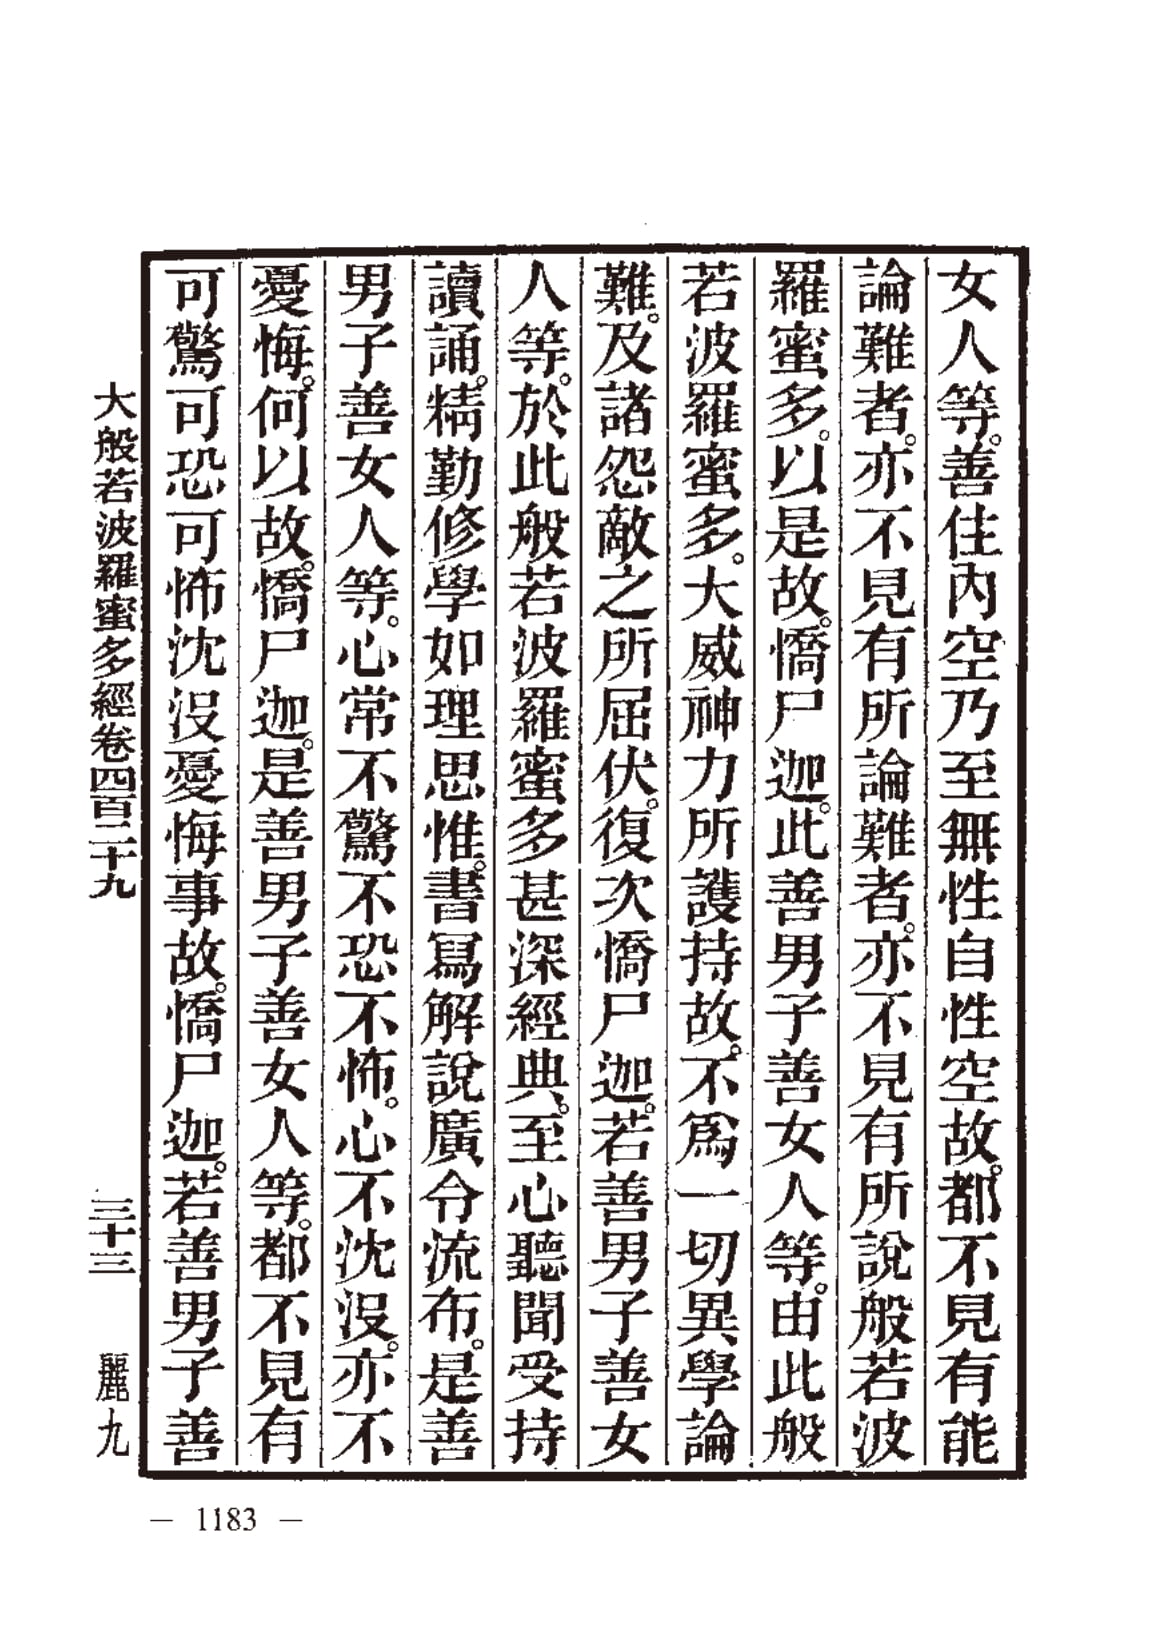 女人等。善住內空乃至無性自性空故。都不見有能
論難者。亦不見有所論難者。亦不見有所說般若波
羅蜜多。以是故。憍尸迦。此善男子善女人等。由此般
若波羅蜜多。大威神力所護持故。不為一切異學論
難。及諸怨敵之所屈伏。復次憍尸迦。若善男子善女
人等。於此般若波羅蜜多甚深經典。至心聽聞受持
讀誦。精勤修學如理思惟。書寫解說廣令流布。是善
男子善女人等。心常不驚不恐不怖。心不沈沒。亦不
憂悔。何以故。憍尸迦。是善男子善女人等。都不見有
可驚可恐可怖沈沒憂悔事故。憍尸迦。若善男子善
大般若波羅蜜多經卷四百二十九 三十三 麗九
— 1183 —